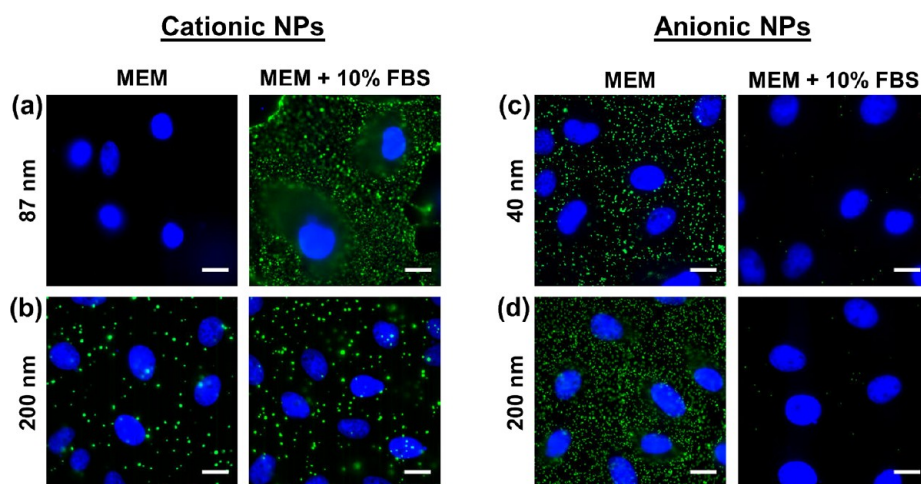 Cationic NPs
Anionic NPs
MEM
MEM + 10% FBS
MEM
MEM + 10% FBS
(a)
(c)
87 nm
40 nm
(b)
(d)
200 nm
200 nm